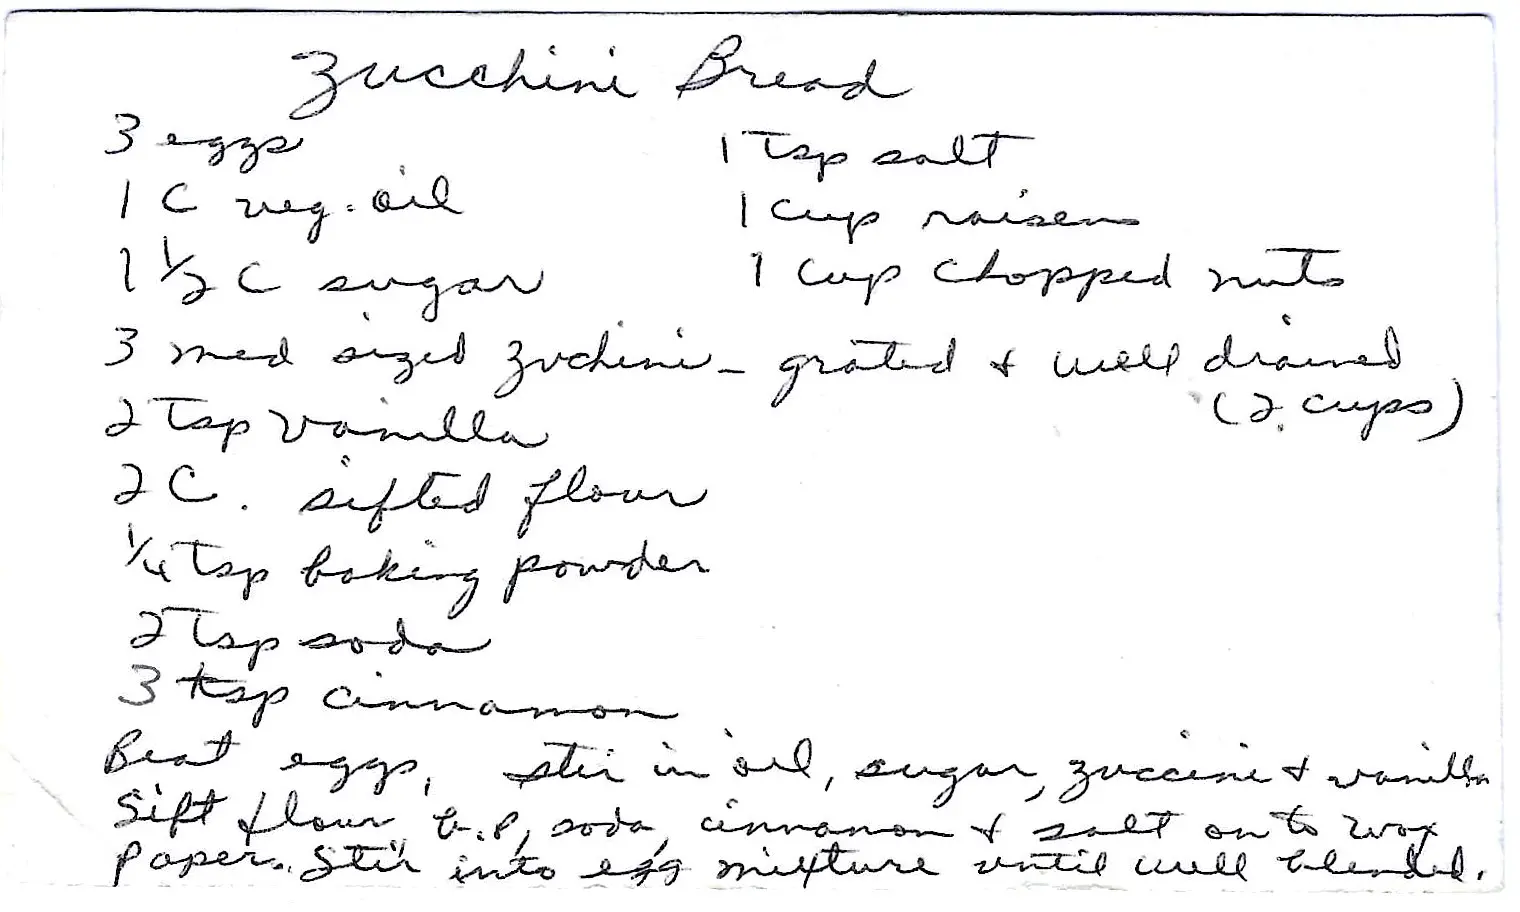 Zucchini Bread
3 eggs
1 C veg. oil
1 1/2 C sugar
1 Tsp salt
1 cup raisens
1 cup chopped nuts
3 med sized zuchini - grated & well drained
(2 cups)
2 Tsp vanilla
2 C. sifted flour
1/4 Tsp baking powder
2 Tsp soda
3 tsp cinnamon
Beat eggs, stir in oil, sugar, zuccini & vanilla
Sift flour, b.p, soda, cinnamon & salt onto wax
paper. Stir into egg mixture until well blended.